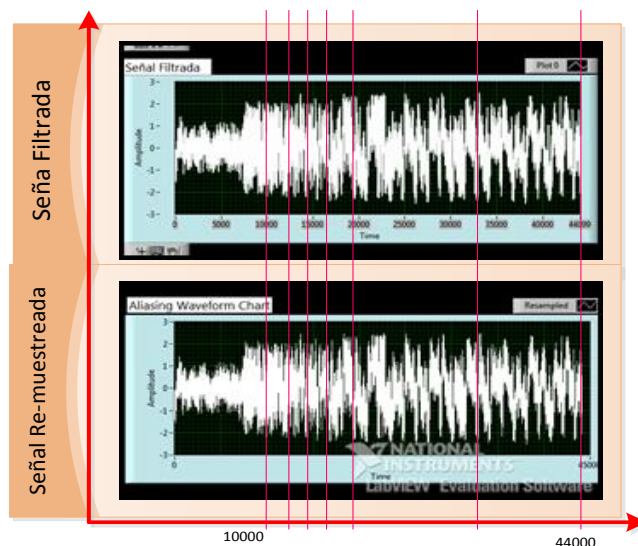 Seña Filtrada
Señal Filtrada
Plot 0
Amplitude
3
2
1
0
-1
-2
-3
0 5000 10000 15000 20000 25000 30000 35000 40000 44000
Time
Señal Re-muestreada
Aliasing Waveform Chart
Resampled
Amplitude
3
2
1
0
-1
-2
-3
0 45000
Time
NATIONAL
INSTRUMENTS
LabVIEW Evaluation Software
10000 44000